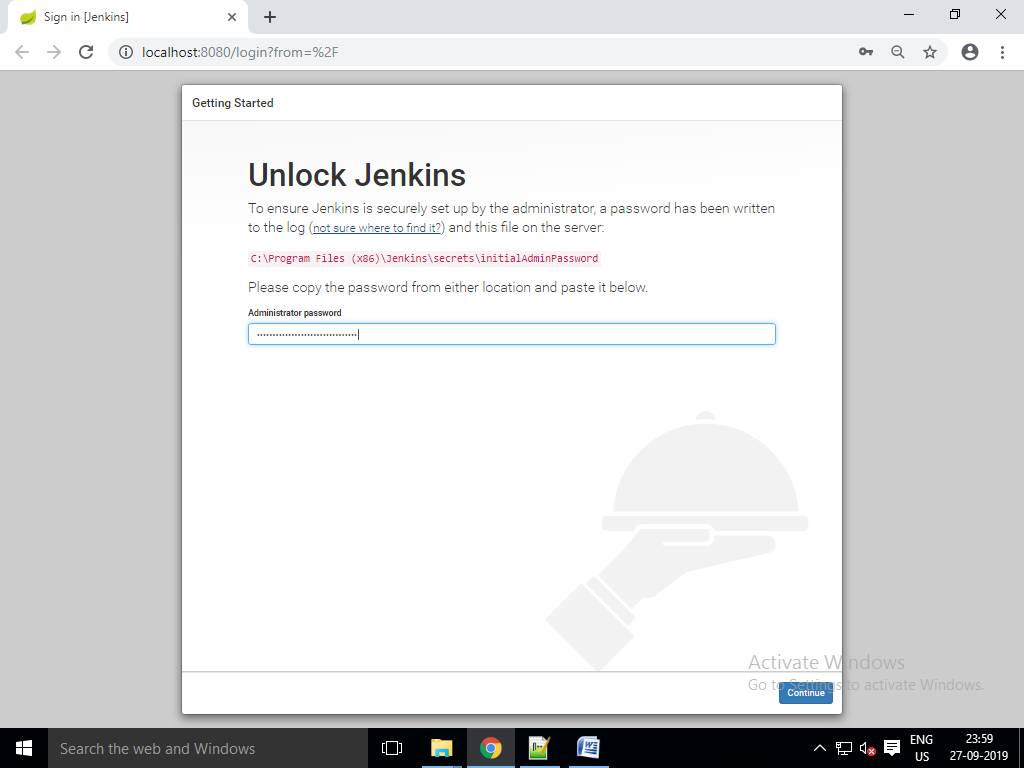 Sign in [Jenkins]
localhost:8080/login?from=%2F
Getting Started
Unlock Jenkins
To ensure Jenkins is securely set up by the administrator, a password has been written
to the log (not sure where to find it?) and this file on the server:
C:\Program Files (x86)\Jenkins\secrets\initialAdminPassword
Please copy the password from either location and paste it below.
Administrator password
Activate Windows
Go to Settings to activate Windows.
Continue
Search the web and Windows
ENG
US
23:59
27-09-2019